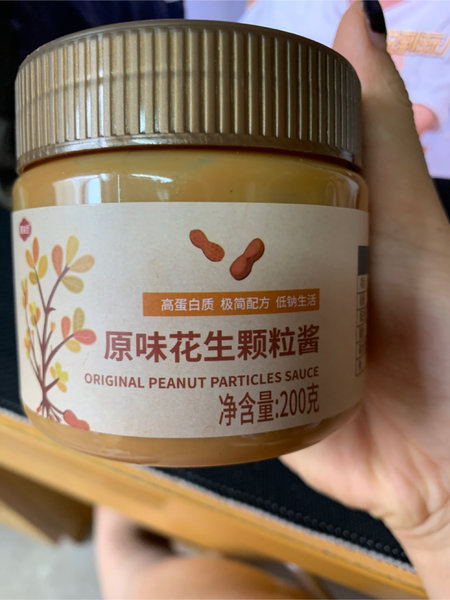 高蛋白质 极简配方 低钠生活
原味花生颗粒酱
ORIGINAL PEANUT PARTICLES SAUCE
净含量:200克